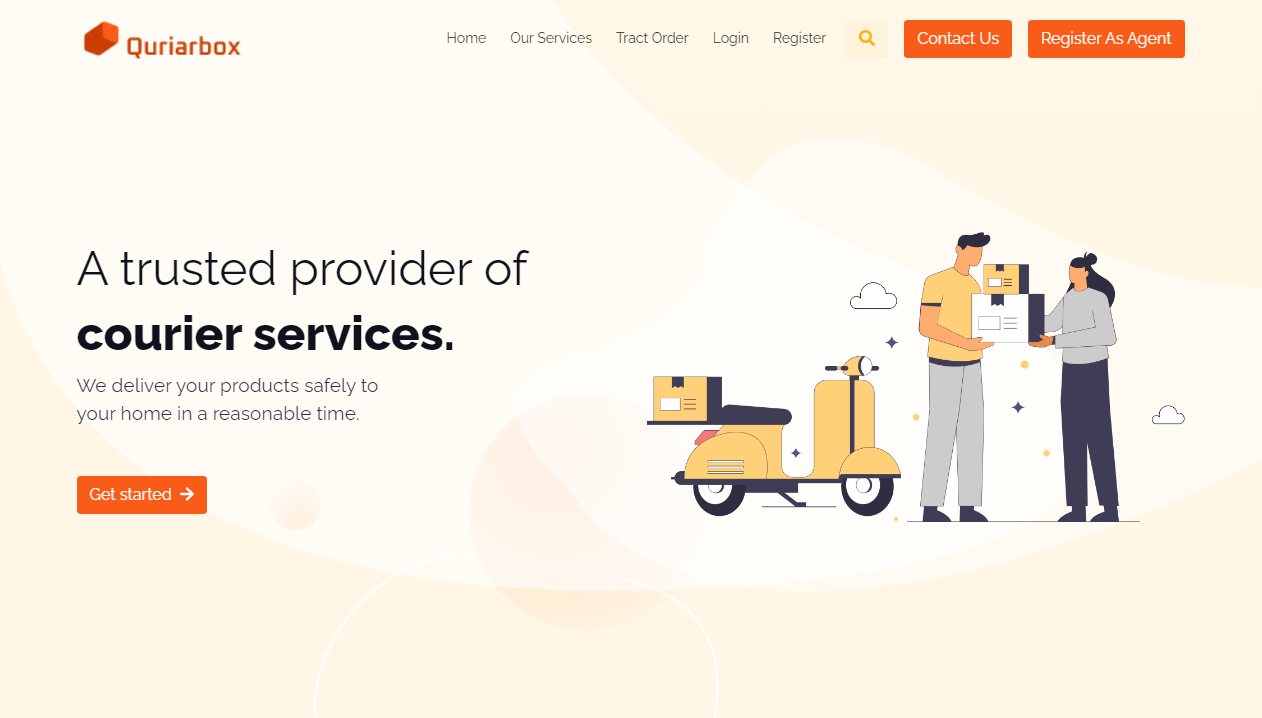 Quriarbox
Home Our Services Tract Order Login Register Contact Us Register As Agent
A trusted provider of
courier services.
We deliver your products safely to
your home in a reasonable time.
Get started